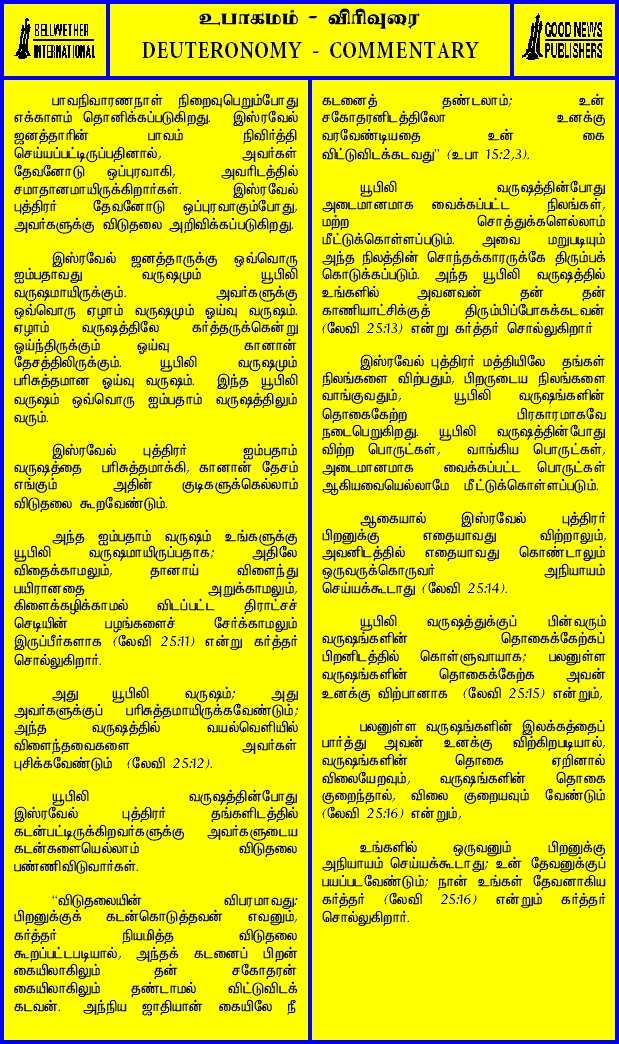 BELLWETHER
INTERNATIONAL
உபாகமம் - விரிவுரை
DEUTERONOMY - COMMENTARY
GOOD NEWS
PUBLISHERS
பாவநிவாரணநாள் நிறைவுபெறும்போது
எக்காளம் தொனிக்கப்படுகிறது. இஸ்ரவேல்
ஜனத்தாரின் பாவம் நிவிர்த்தி
செய்யப்பட்டிருப்பதினால், அவர்கள்
தேவனோடு ஒப்புரவாகி, அவரிடத்தில்
சமாதானமாயிருக்கிறார்கள். இஸ்ரவேல்
புத்திரர் தேவனோடு ஒப்புரவாகும்போது,
அவர்களுக்கு விடுதலை அறிவிக்கப்படுகிறது.
இஸ்ரவேல் ஜனத்தாருக்கு ஒவ்வொரு
ஐம்பதாவது வருஷமும் யூபிலி
வருஷமாயிருக்கும். அவர்களுக்கு
ஒவ்வொரு ஏழாம் வருஷமும் ஓய்வு வருஷம்.
ஏழாம் வருஷத்திலே கர்த்தருக்கென்று
ஓய்ந்திருக்கும் ஓய்வு கானான்
தேசத்திலிருக்கும். யூபிலி வருஷமும்
பரிசுத்தமான ஓய்வு வருஷம். இந்த யூபிலி
வருஷம் ஒவ்வொரு ஐம்பதாம் வருஷத்திலும்
வரும்.
இஸ்ரவேல் புத்திரர் ஐம்பதாம்
வருஷத்தை பரிசுத்தமாக்கி, கானான் தேசம்
எங்கும் அதின் குடிகளுக்கெல்லாம்
விடுதலை கூறவேண்டும்.
அந்த ஐம்பதாம் வருஷம் உங்களுக்கு
யூபிலி வருஷமாயிருப்பதாக; அதிலே
விதைக்காமலும், தானாய் விளைந்து
பயிரானதை அறுக்காமலும்,
கிளைக்கழிக்காமல் விடப்பட்ட திராட்சச்
செடியின் பழங்களைச் சேர்க்காமலும்
இருப்பீர்களாக (லேவி 25:11) என்று கர்த்தர்
சொல்லுகிறார்.
அது யூபிலி வருஷம்; அது
அவர்களுக்குப் பரிசுத்தமாயிருக்கவேண்டும்;
அந்த வருஷத்தில் வயல்வெளியில்
விளைந்தவைகளை அவர்கள்
புசிக்கவேண்டும் (லேவி 25:12).
யூபிலி வருஷத்தின்போது
இஸ்ரவேல் புத்திரர் தங்களிடத்தில்
கடன்பட்டிருக்கிறவர்களுக்கு அவர்களுடைய
கடன்களையெல்லாம் விடுதலை
பண்ணிவிடுவார்கள்.
"விடுதலையின் விபரமாவது:
பிறனுக்குக் கடன்கொடுத்தவன் எவனும்,
கர்த்தர் நியமித்த விடுதலை
கூறப்பட்டபடியால், அந்தக் கடனைப் பிறன்
கையிலாகிலும் தன் சகோதரன்
கையிலாகிலும் தண்டாமல் விட்டுவிடக்
கடவன். அந்நிய ஜாதியான் கையிலே நீ
கடனைத் தண்டலாம்; உன்
சகோதரனிடத்திலோ உனக்கு
வரவேண்டியதை உன் கை
விட்டுவிடக்கடவது" (உபா 15:2,3).
யூபிலி வருஷத்தின்போது
அடைமானமாக வைக்கப்பட்ட நிலங்கள்,
மற்ற சொத்துக்களெல்லாம்
மீட்டுக்கொள்ளப்படும். அவை மறுபடியும்
அந்த நிலத்தின் சொந்தக்காரருக்கே திரும்பக்
கொடுக்கப்படும். அந்த யூபிலி வருஷத்தில்
உங்களில் அவனவன் தன் தன்
காணியாட்சிக்குத் திரும்பிப்போகக்கடவன்
(லேவி 25:13) என்று கர்த்தர் சொல்லுகிறார்
இஸ்ரவேல் புத்திரர் மத்தியிலே தங்கள்
நிலங்களை விற்பதும், பிறருடைய நிலங்களை
வாங்குவதும், யூபிலி வருஷங்களின்
தொகைகேற்ற பிரகாரமாகவே
நடைபெறுகிறது. யூபிலி வருஷத்தின்போது
விற்ற பொருட்கள், வாங்கிய பொருட்கள்,
அடைமானமாக வைக்கப்பட்ட பொருட்கள்
ஆகியவையெல்லாமே மீட்டுக்கொள்ளப்படும்.
ஆகையால் இஸ்ரவேல் புத்திரர்
பிறனுக்கு எதையாவது விற்றாலும்,
அவனிடத்தில் எதையாவது கொண்டாலும்
ஒருவருக்கொருவர் அநியாயம்
செய்யக்கூடாது (லேவி 25:14).
யூபிலி வருஷத்துக்குப் பின்வரும்
வருஷங்களின் தொகைக்கேற்கப்
பிறனிடத்தில் கொள்ளுவாயாக; பலனுள்ள
வருஷங்களின் தொகைக்கேற்க அவன்
உனக்கு விற்பானாக (லேவி 25:15) என்றும்,
பலனுள்ள வருஷங்களின் இலக்கத்தைப்
பார்த்து அவன் உனக்கு விற்கிறபடியால்,
வருஷங்களின் தொகை ஏறினால்
விலையேறவும், வருஷங்களின் தொகை
குறைந்தால், விலை குறையவும் வேண்டும்
(லேவி 25:16) என்றும்,
உங்களில் ஒருவனும் பிறனுக்கு
அநியாயம் செய்யக்கூடாது; உன் தேவனுக்குப்
பயப்படவேண்டும்; நான் உங்கள் தேவனாகிய
கர்த்தர் (லேவி 25:16) என்றும் கர்த்தர்
சொல்லுகிறார்.